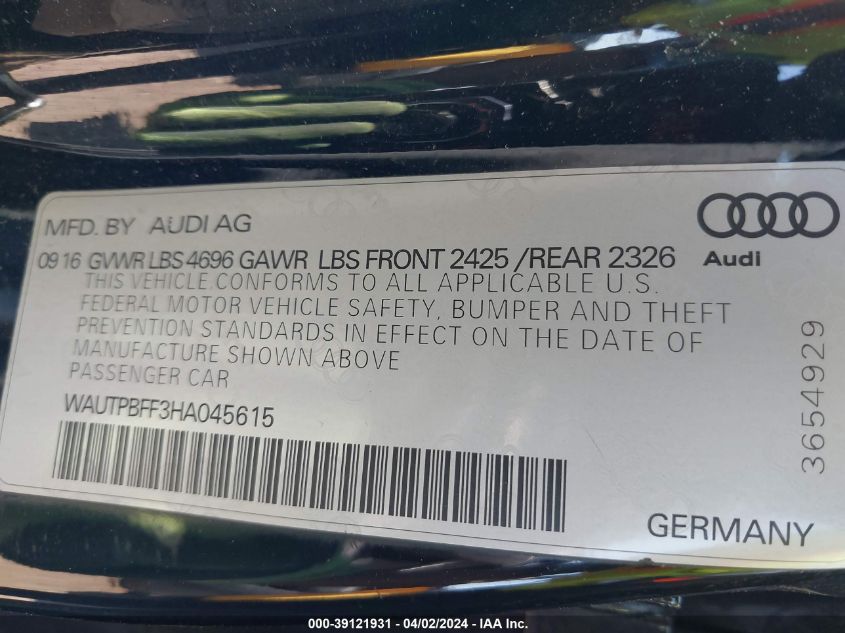 MFD. BY AUDI AG
09 16 GVWR LBS 4696 GAWR LBS FRONT 2425 /REAR 2326
THIS VEHICLE CONFORMS TO ALL APPLICABLE U.S.
FEDERAL MOTOR VEHICLE SAFETY, BUMPER AND THEFT
PREVENTION STANDARDS IN EFFECT ON THE DATE OF
MANUFACTURE SHOWN ABOVE
PASSENGER CAR
WAUTPBFF3HA045615
Audi
3654929
GERMANY
000-39121931 - 04/02/2024 - IAA Inc.